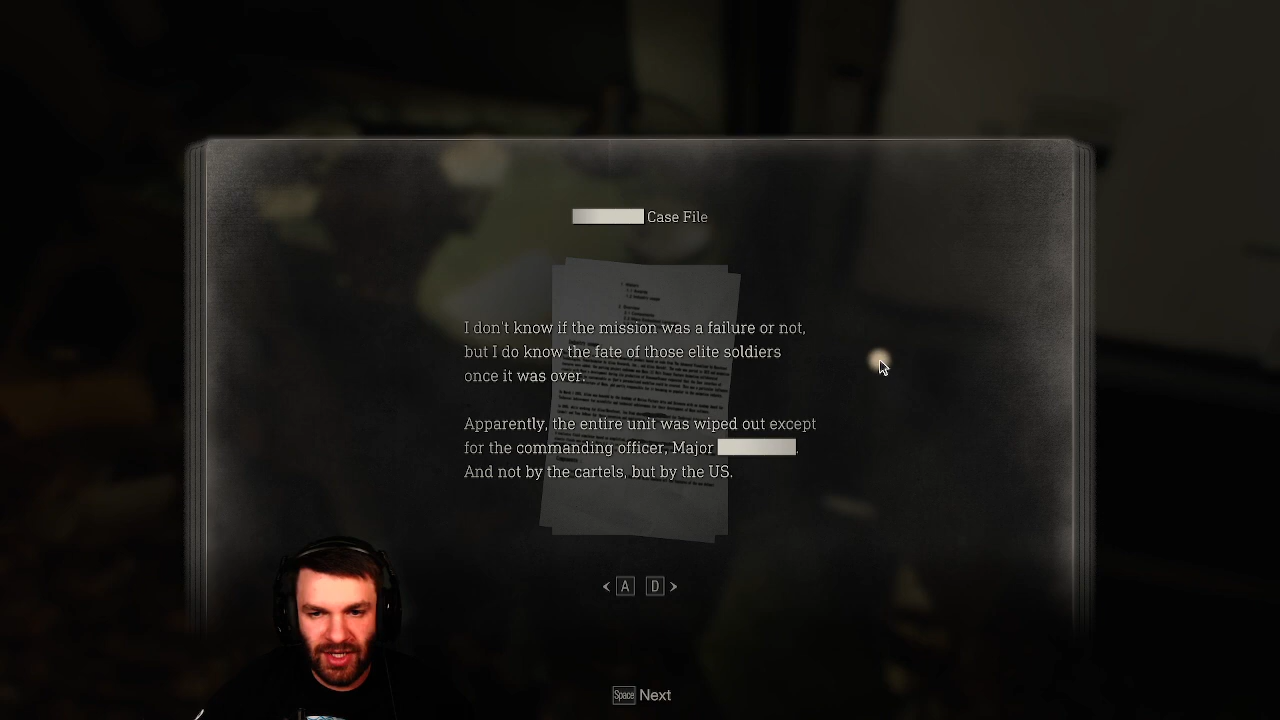 Case File
I don't know if the mission was a failure or not,
but I do know the fate of those elite soldiers
once it was over.
Apparently, the entire unit was wiped out except
for the commanding officer, Major .
And not by the cartels, but by the US.
< A D >
Space Next